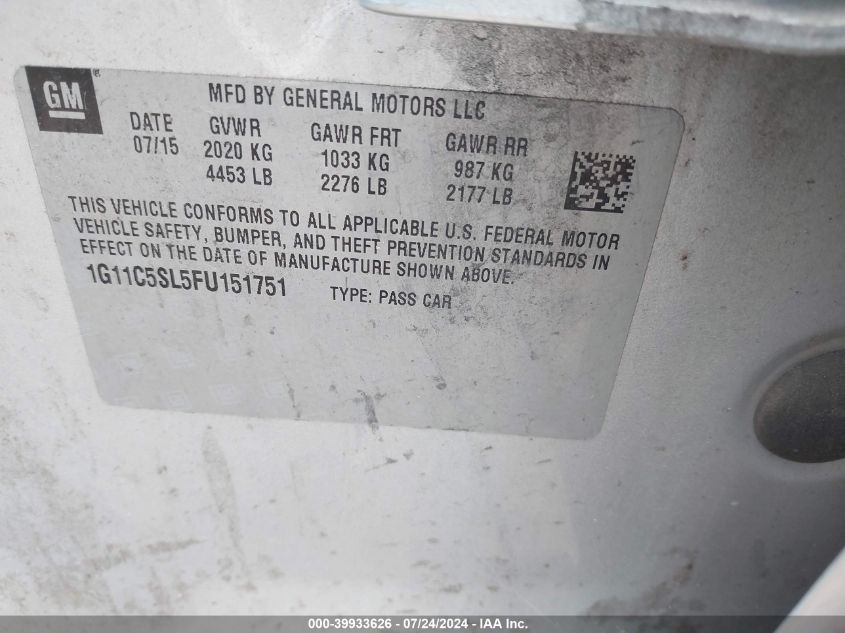 GM®
MFD BY GENERAL MOTORS LLC
DATE GVWR GAWR FRT GAWR RR
07/15 2020 KG 1033 KG 987 KG
4453 LB 2276 LB 2177 LB
THIS VEHICLE CONFORMS TO ALL APPLICABLE U.S. FEDERAL MOTOR
VEHICLE SAFETY, BUMPER, AND THEFT PREVENTION STANDARDS IN
EFFECT ON THE DATE OF MANUFACTURE SHOWN ABOVE.
1G11C5SL5FU151751 TYPE: PASS CAR
000-39933626 - 07/24/2024 - IAA Inc.